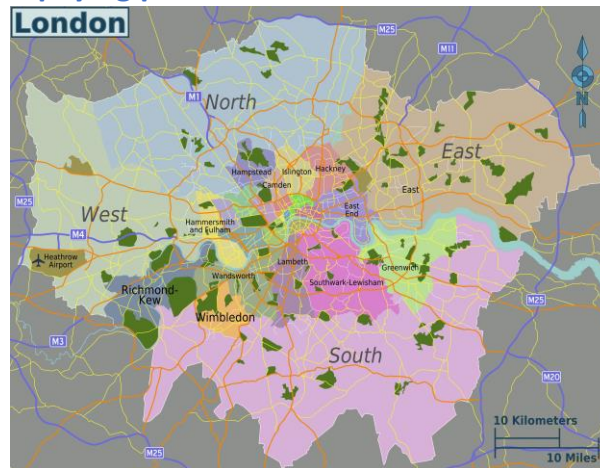 London
M25
M11
N
M1
North
East
Hampstead
Islington
Hackney
Camden
East
West
East
End
M25
Hammersmith
and Fulham
M4
Heathrow
Airport
Lambeth
Greenwich
Wandsworth
Southwark-Lewisham
Richmond-
Kew
M25
Wimbledon
M3
South
M20
M25
10 Kilometers
10 Miles